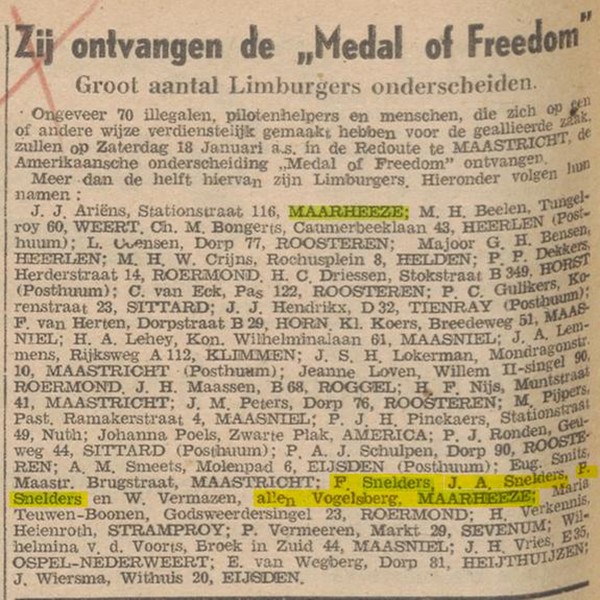 Zij ontvangen de „Medal of Freedom"
Groot aantal Limburgers onderscheiden.
Ongeveer 70 illegalen, pilotenhelpers en menschen, die zich op een
of andere wijze verdienstelijk gemaakt hebben voor de geallieerde zaak,
zullen op Zaterdag 18 Januari a.s. in de Redoute te MAASTRICHT, de
Amerikaansche onderscheiding „Medal of Freedom" ontvangen.
Meer dan de helft hiervan zijn Limburgers. Hieronder volgen hun
namen:
J. J. Ariëns, Stationstraat 116, MAARHEEZE; M. H. Beelen, Tungel-
roy 60, WEERT. Ch. M. Bongerts, Caumerbeeklaan 43, HEERLEN (Post-
huum); L. Coensen, Dorp 77, ROOSTEREN; Majoor G. H. Bensen,
HEERLEN; M. H. W. Crijns, Rochusplein 8, HELDEN; P. P. Dekkers,
Herderstraat 14, ROERMOND. H. C. Driessen, Stokstraat B 349, HORST
(Posthuum); C. van Eck, Pas 122, ROOSTEREN; P. C. Gulikers, Ko-
renstraat 23, SITTARD; J. J. Hendrikx, D 32, TIENRAY (Posthuum);
F. van Herten, Dorpstraat B 29, HORN. Kl. Koers, Breedeweg 51, MAAS-
NIEL; H. A. Lehey, Kon. Wilhelminalaan 61, MAASNIEL; J. A. Lem-
mens, Rijksweg A 112, KLIMMEN; J. S. H. Lokerman, Mondragonstr.
10, MAASTRICHT (Posthuum); Jeanne Loven, Willem II-singel 90,
ROERMOND. J. H. Maassen, B 68, ROGGEL; H. F. Nijs, Muntstraat
41, MAASTRICHT; J. M. Peters, Dorp 76, ROOSTEREN; M. Pijpers,
Past. Ramakerstraat 4, MAASNIEL; P. J. H. Pinckaers, Stationstraat
49, Nuth; Johanna Poels, Zwarte Plak, AMERICA; P. J. Ronden, Geu-
weg 44, SITTARD (Posthuum); P. A. J. Schulpen, Dorp 90, ROOSTE-
REN; A. M. Smeets, Molenpad 6, EIJSDEN (Posthuum); Eug. Smits,
Maastr. Brugstraat, MAASTRICHT; F. Snelders, J. A. Snelders, P.
Snelders en W. Vermazen, allen Vogelsberg, MAARHEEZE; Maria
Teuwen-Boonen, Godsweerdersingel 23, ROERMOND; H. Verkennis,
Heienroth, STRAMPROY; P. Vermeeren, Markt 29, SEVENUM; Wil-
helmina v. d. Voorts, Broek in Zuid 44, MAASNIEL; J. H. Vries, E 35,
OSPEL-NEDERWEERT; E. van Wegberg, Dorp 81, HEIJTHUIJZEN;
J. Wiersma, Withuis 20, EIJSDEN.